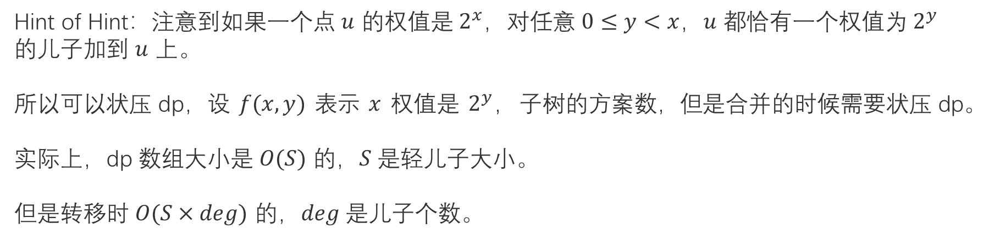 Hint of Hint：注意到如果一个点 u 的权值是 2^x，对任意 0 ≤ y < x，u 都恰有一个权值为 2^y
的儿子加到 u 上。
所以可以状压 dp，设 f(x, y) 表示 x 权值是 2^y，子树的方案数，但是合并的时候需要状压 dp。
实际上，dp 数组大小是 O(S) 的，S 是轻儿子大小。
但是转移时 O(S × deg) 的，deg 是儿子个数。